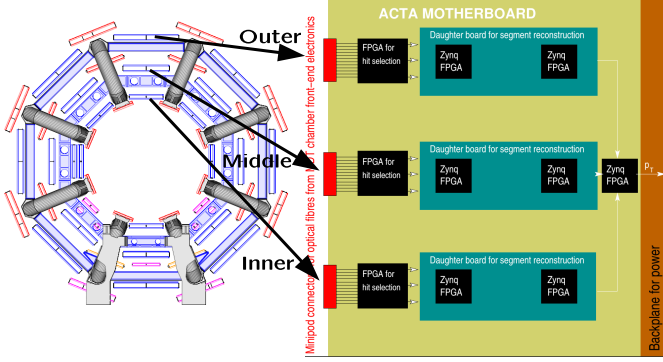 ACTA MOTHERBOARD
Outer
Middle
Inner
Minipod connectors for optical fibres from MDT chamber front-end electronics
FPGA for
hit selection
Daughter board for segment reconstruction
Zynq
FPGA
Zynq
FPGA
FPGA for
hit selection
Daughter board for segment reconstruction
Zynq
FPGA
Zynq
FPGA
Zynq
FPGA
pT
FPGA for
hit selection
Daughter board for segment reconstruction
Zynq
FPGA
Zynq
FPGA
Backplane for power